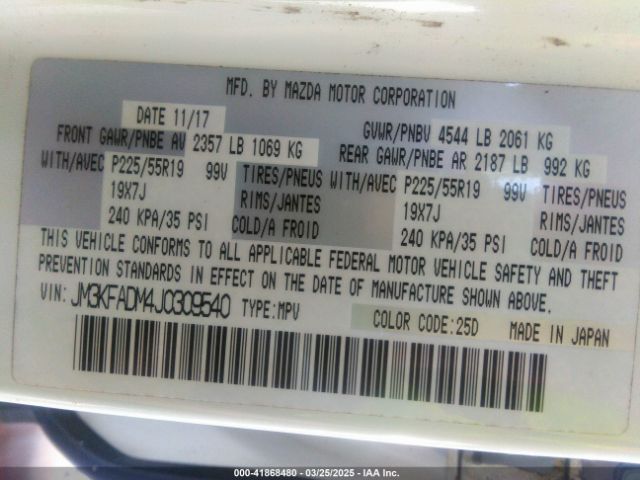 MFD. BY MAZDA MOTOR CORPORATION
DATE 11/17
GVWR/PNBV 4544 LB 2061 KG
FRONT GAWR/PNBE AV 2357 LB 1069 KG
REAR GAWR/PNBE AR 2187 LB 992 KG
WITH/AVEC P225/55R19 99V TIRES/PNEUS WITH/AVEC P225/55R19 99V TIRES/PNEUS
19X7J RIMS/JANTES 19X7J RIMS/JANTES
240 KPA/35 PSI COLD/A FROID 240 KPA/35 PSI COLD/A FROID
THIS VEHICLE CONFORMS TO ALL APPLICABLE FEDERAL MOTOR VEHICLE SAFETY AND THEFT
PREVENTION STANDARDS IN EFFECT ON THE DATE OF MANUFACTURE SHOWN ABOVE.
VIN: JM3KFADM4J0309540 TYPE:MPV
COLOR CODE:25D MADE IN JAPAN
000-41868480 - 03/25/2025 - IAA Inc.